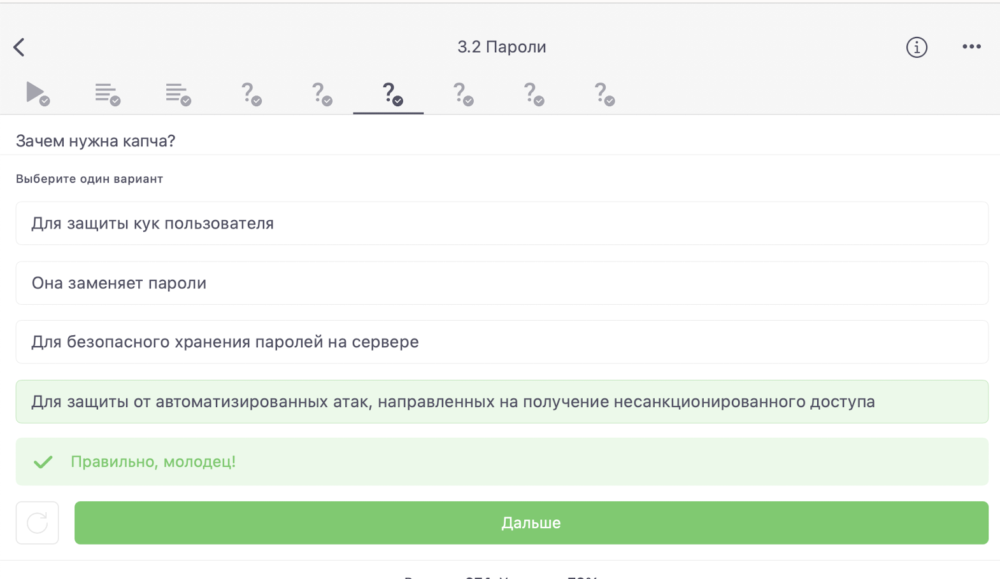 3.2 Пароли
Зачем нужна капча?
Выберите один вариант
Для защиты кук пользователя
Она заменяет пароли
Для безопасного хранения паролей на сервере
Для защиты от автоматизированных атак, направленных на получение несанкционированного доступа
Правильно, молодец!
Дальше